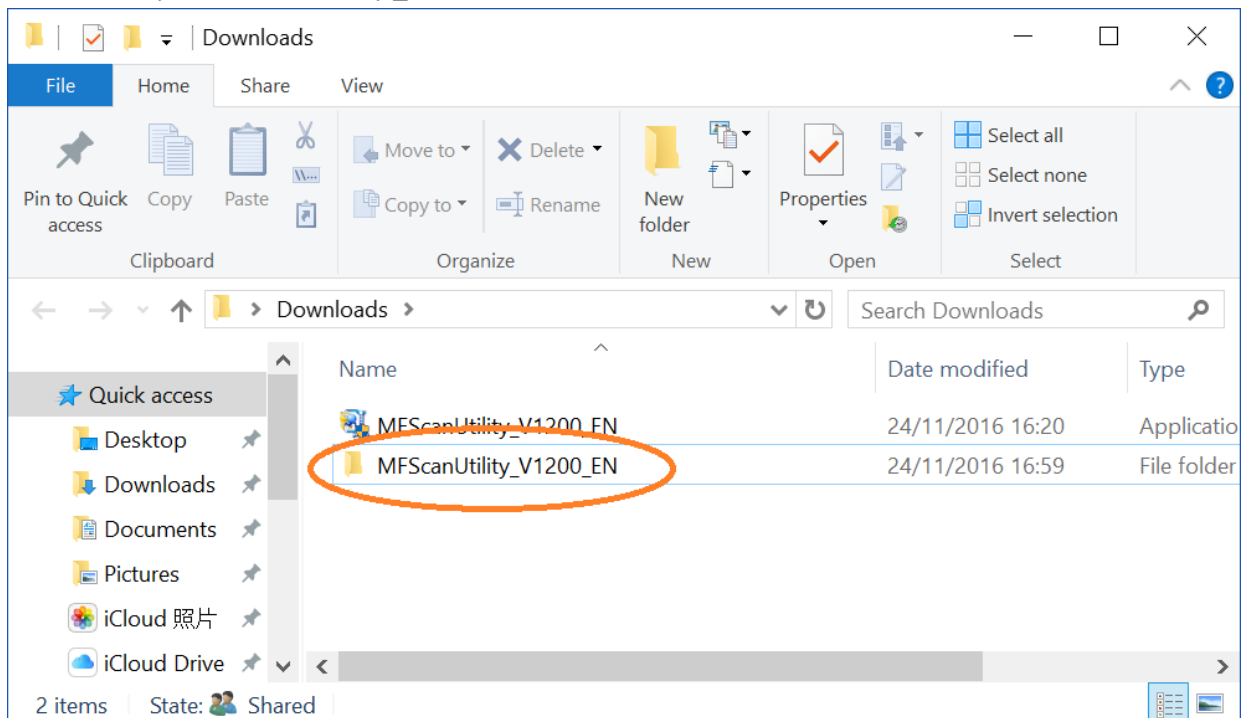 Downloads
File Home Share View
Move to Delete Select all
Select none
Pin to Quick access Copy Paste Copy to Rename New folder Properties Invert selection
Clipboard Organize New Open Select
Downloads Search Downloads
Name Date modified Type
Quick access
MFScanUtility_V1200_EN 24/11/2016 16:20 Applicatio
Desktop
MFScanUtility_V1200_EN 24/11/2016 16:59 File folder
Downloads
Documents
Pictures
iCloud 照片
iCloud Drive
2 items State: Shared